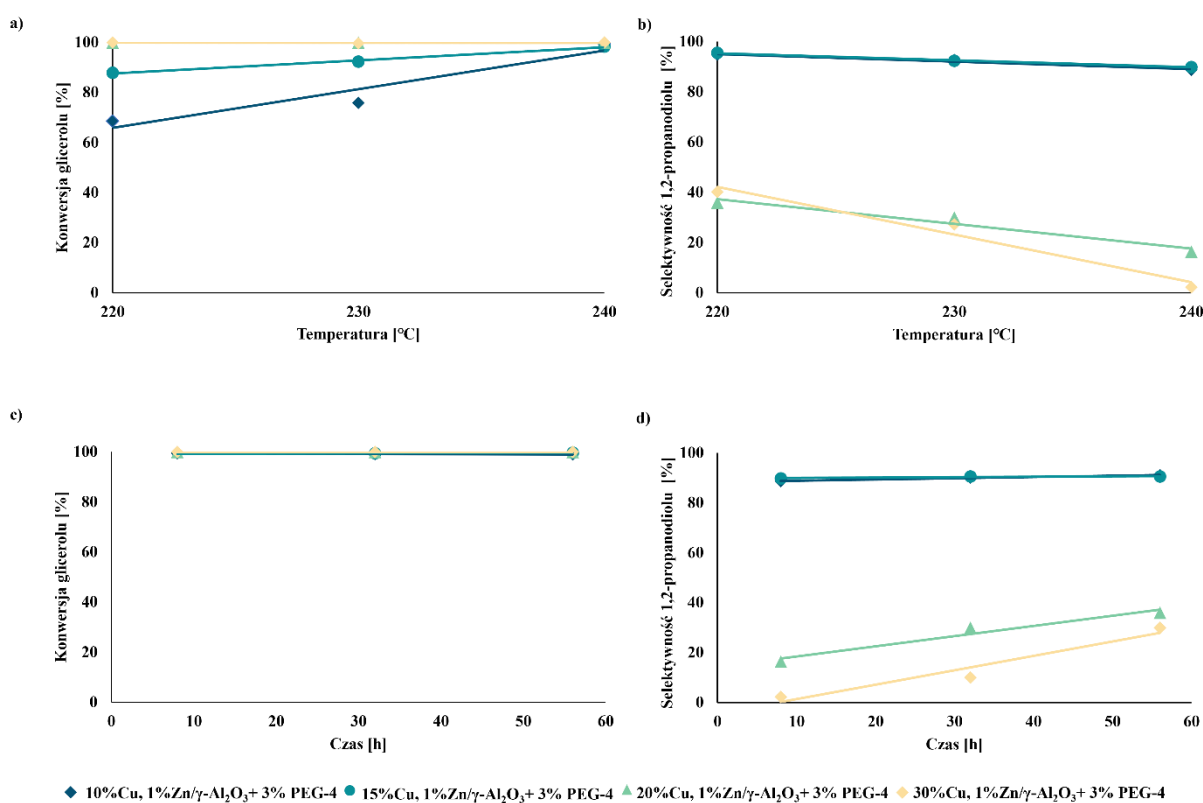 a)
Konwersja glicerolu [%]
100
80
60
40
20
0
220
230
240
Temperatura [°C]
b)
Selektywność 1,2-propanodiolu [%]
100
80
60
40
20
0
220
230
240
Temperatura [°C]
c)
Konwersja glicerolu [%]
100
80
60
40
20
0
0
10
20
30
40
50
60
Czas [h]
d)
Selektywność 1,2-propanodiolu [%]
100
80
60
40
20
0
0
10
20
30
40
50
60
Czas [h]
10%Cu, 1%Zn/γ-Al₂O₃+ 3% PEG-4
15%Cu, 1%Zn/γ-Al₂O₃+ 3% PEG-4
20%Cu, 1%Zn/γ-Al₂O₃+ 3% PEG-4
30%Cu, 1%Zn/γ-Al₂O₃+ 3% PEG-4